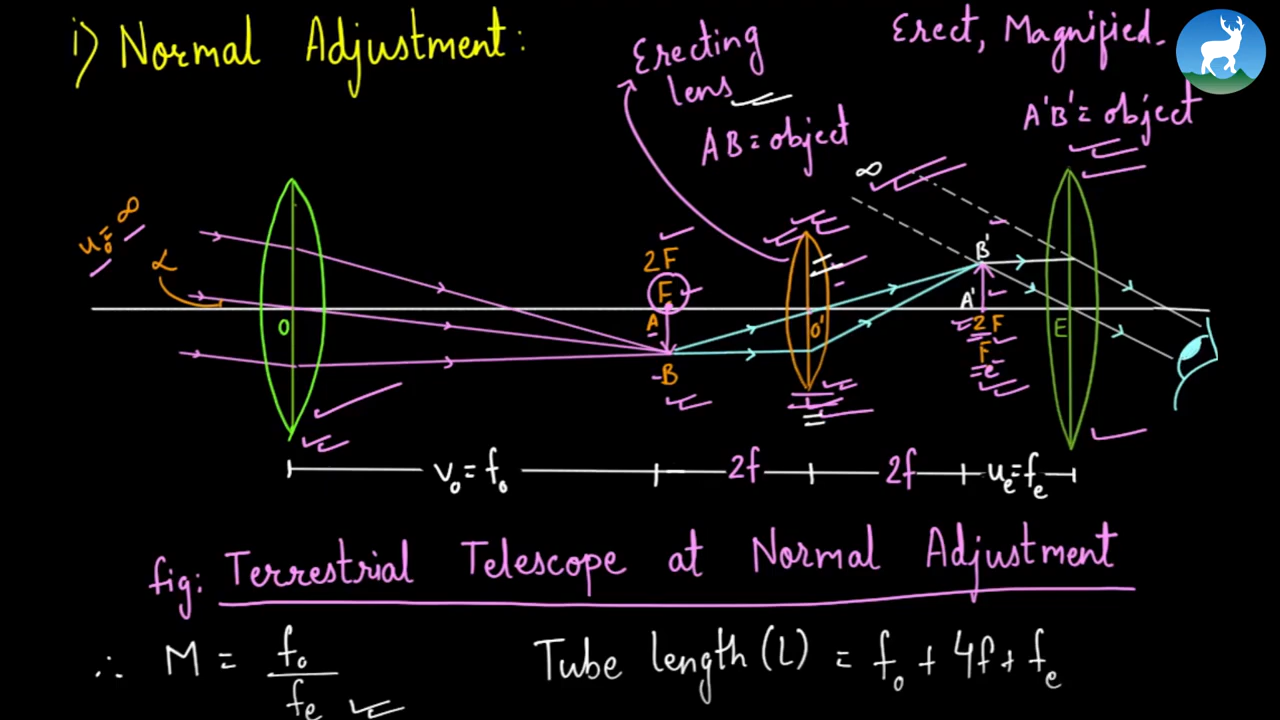 i) Normal Adjustment:
Erecting
lens
Erect, Magnified.
AB = object
A'B' = object
∞
u₀ = ∞
α
2F
F
A
B
O
O'
B'
A'
2F
F
e
E
v₀ = f₀
2f
2f
uₑ = fₑ
fig: Terrestrial Telescope at Normal Adjustment
∴ M = f₀ / fₑ
Tube length (L) = f₀ + 4f + fₑ